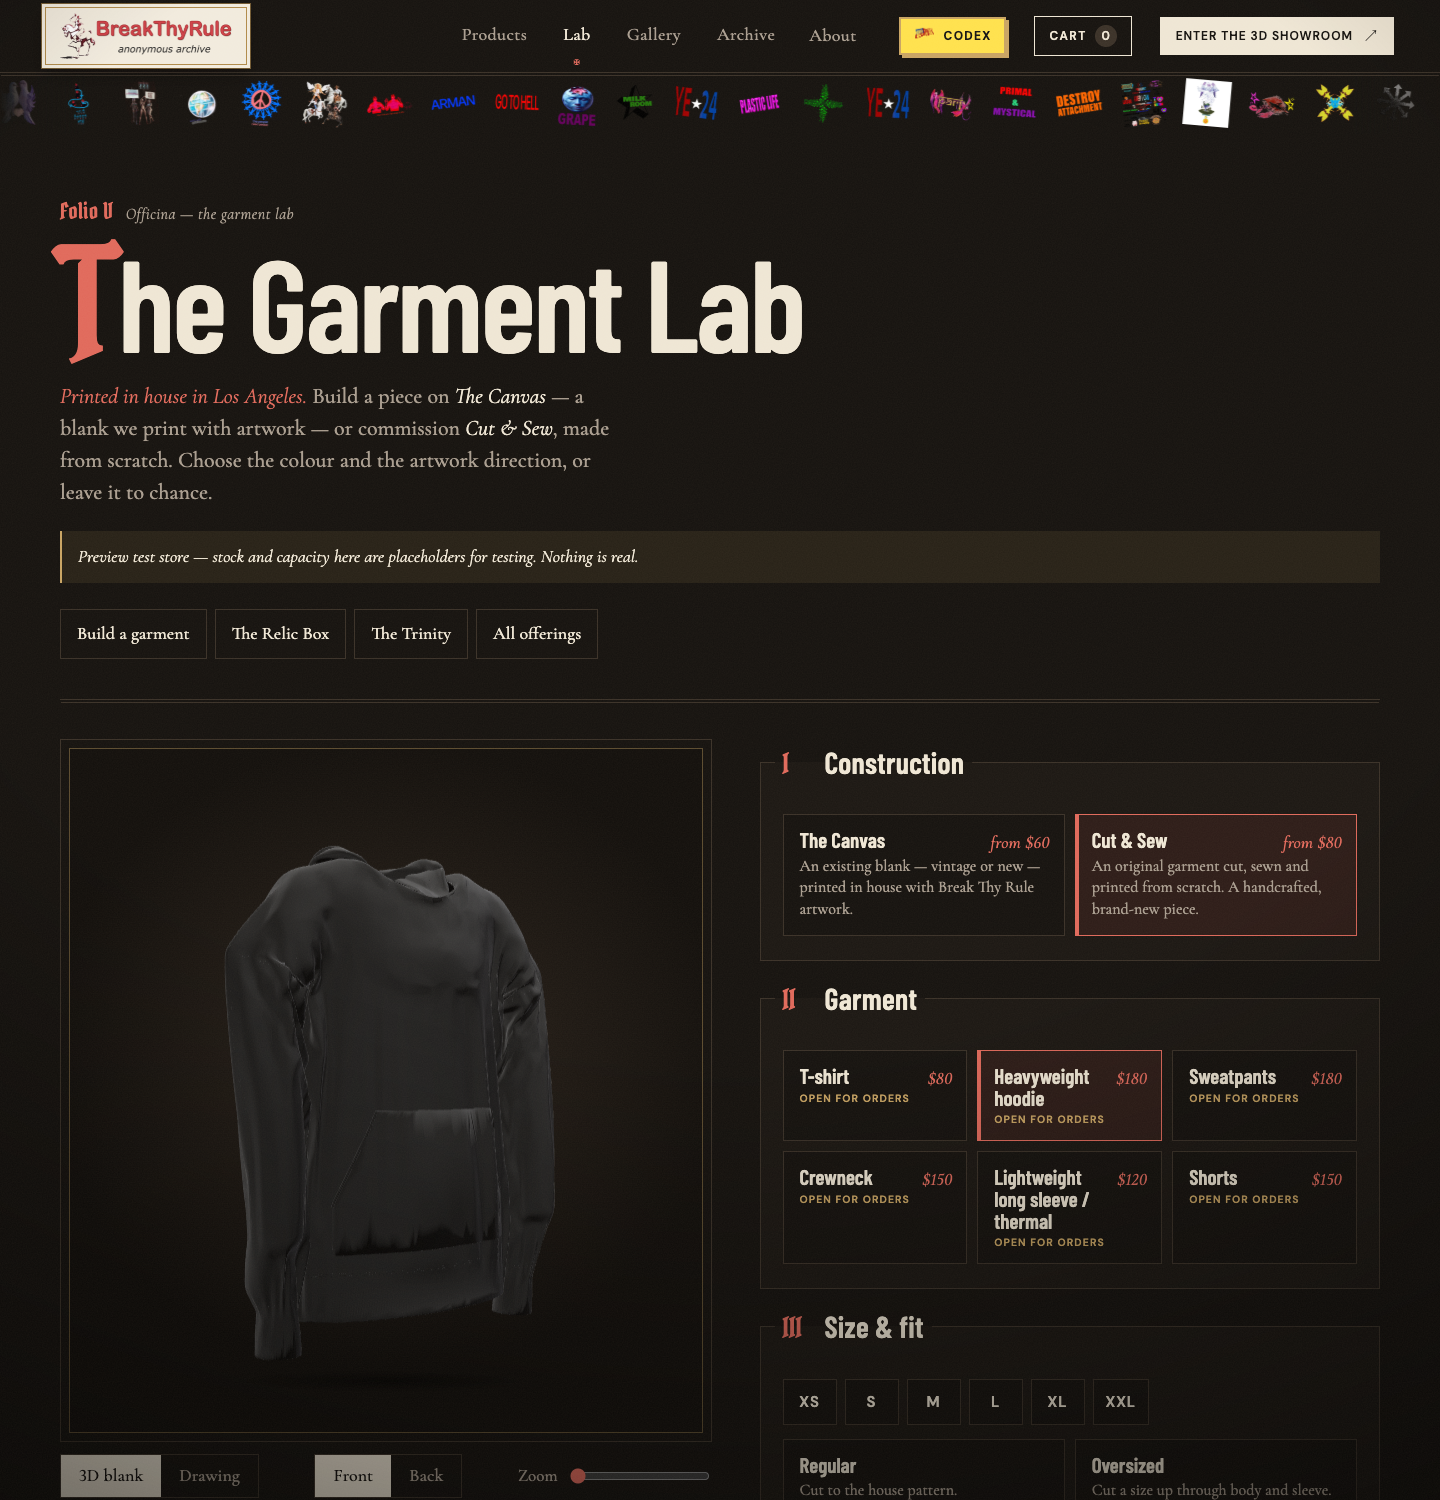 BreakThyRule
anonymous archive
Products Lab Gallery Archive About CODEX CART 0 ENTER THE 3D SHOWROOM ↗
ARMAN GO TO HELL GRAPE MILK ROOM YE★24 PLASTIC LIFE YE★24 PRIMAL & MYSTICAL DESTROY ATTACHMENT
Folio V Officina — the garment lab
The Garment Lab
Printed in house in Los Angeles. Build a piece on The Canvas — a
blank we print with artwork — or commission Cut & Sew, made
from scratch. Choose the colour and the artwork direction, or
leave it to chance.
Preview test store — stock and capacity here are placeholders for testing. Nothing is real.
Build a garment The Relic Box The Trinity All offerings
I Construction
The Canvas from $60
An existing blank — vintage or new —
printed in house with Break Thy Rule
artwork.
Cut & Sew from $80
An original garment cut, sewn and
printed from scratch. A handcrafted,
brand-new piece.
II Garment
T-shirt $80
OPEN FOR ORDERS
Heavyweight $180
hoodie
OPEN FOR ORDERS
Sweatpants $180
OPEN FOR ORDERS
Crewneck $150
OPEN FOR ORDERS
Lightweight $120
long sleeve /
thermal
OPEN FOR ORDERS
Shorts $150
OPEN FOR ORDERS
III Size & fit
XS S M L XL XXL
Regular
Cut to the house pattern.
Oversized
Cut a size up through body and sleeve.
3D blank Drawing Front Back Zoom